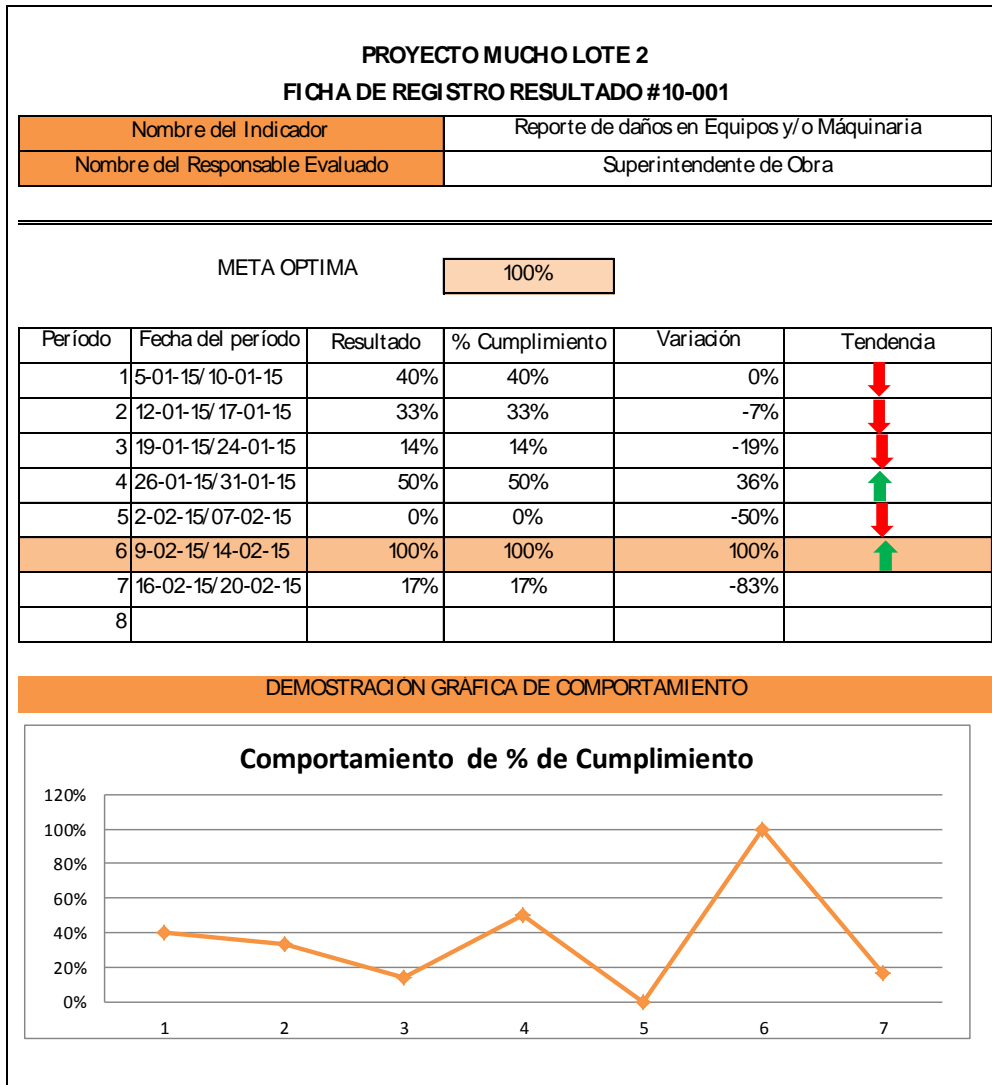 PROYECTO MUCHO LOTE 2
FICHA DE REGISTRO RESULTADO #10-001
Nombre del Indicador Reporte de daños en Equipos y/o Máquinaria
Nombre del Responsable Evaluado Superintendente de Obra
META OPTIMA 100%
Período Fecha del período Resultado % Cumplimiento Variación Tendencia
1 5-01-15/10-01-15 40% 40% 0%
2 12-01-15/17-01-15 33% 33% -7%
3 19-01-15/24-01-15 14% 14% -19%
4 26-01-15/31-01-15 50% 50% 36%
5 2-02-15/07-02-15 0% 0% -50%
6 9-02-15/14-02-15 100% 100% 100%
7 16-02-15/20-02-15 17% 17% -83%
8
DEMOSTRACIÓN GRÁFICA DE COMPORTAMIENTO
Comportamiento de % de Cumplimiento
120%
100%
80%
60%
40%
20%
0%
1 2 3 4 5 6 7